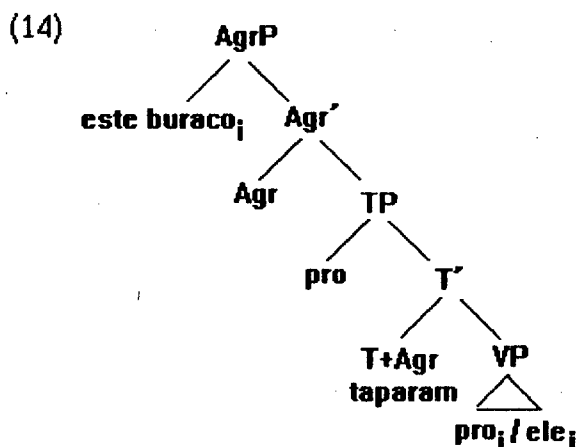 (14)
AgrP
este buraco i Agr´
Agr TP
pro T´
T+Agr VP
taparam
pro i / ele i